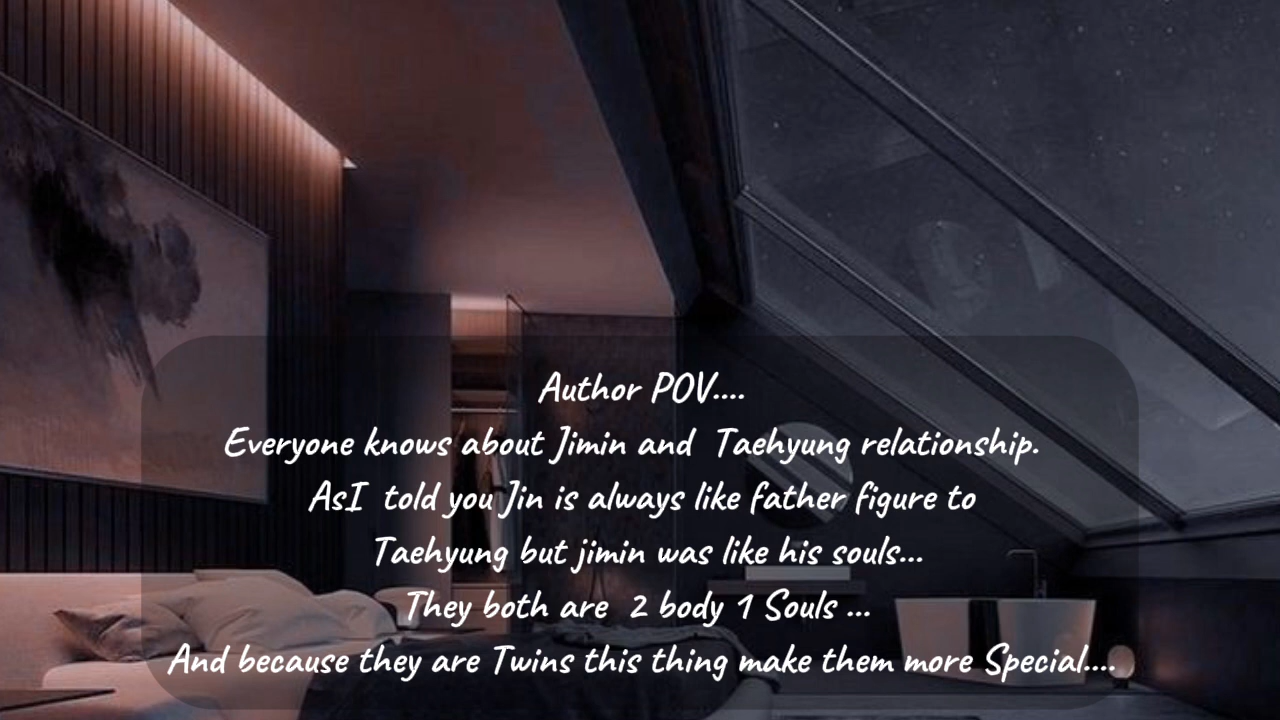 Author POV....
Everyone knows about Jimin and Taehyung relationship.
AsI told you Jin is always like father figure to
Taehyung but jimin was like his souls...
They both are 2 body 1 Souls ...
And because they are Twins this thing make them more Special....